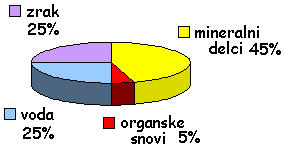 zrak
25%
mineralni
delci 45%
voda
25%
organske
snovi 5%